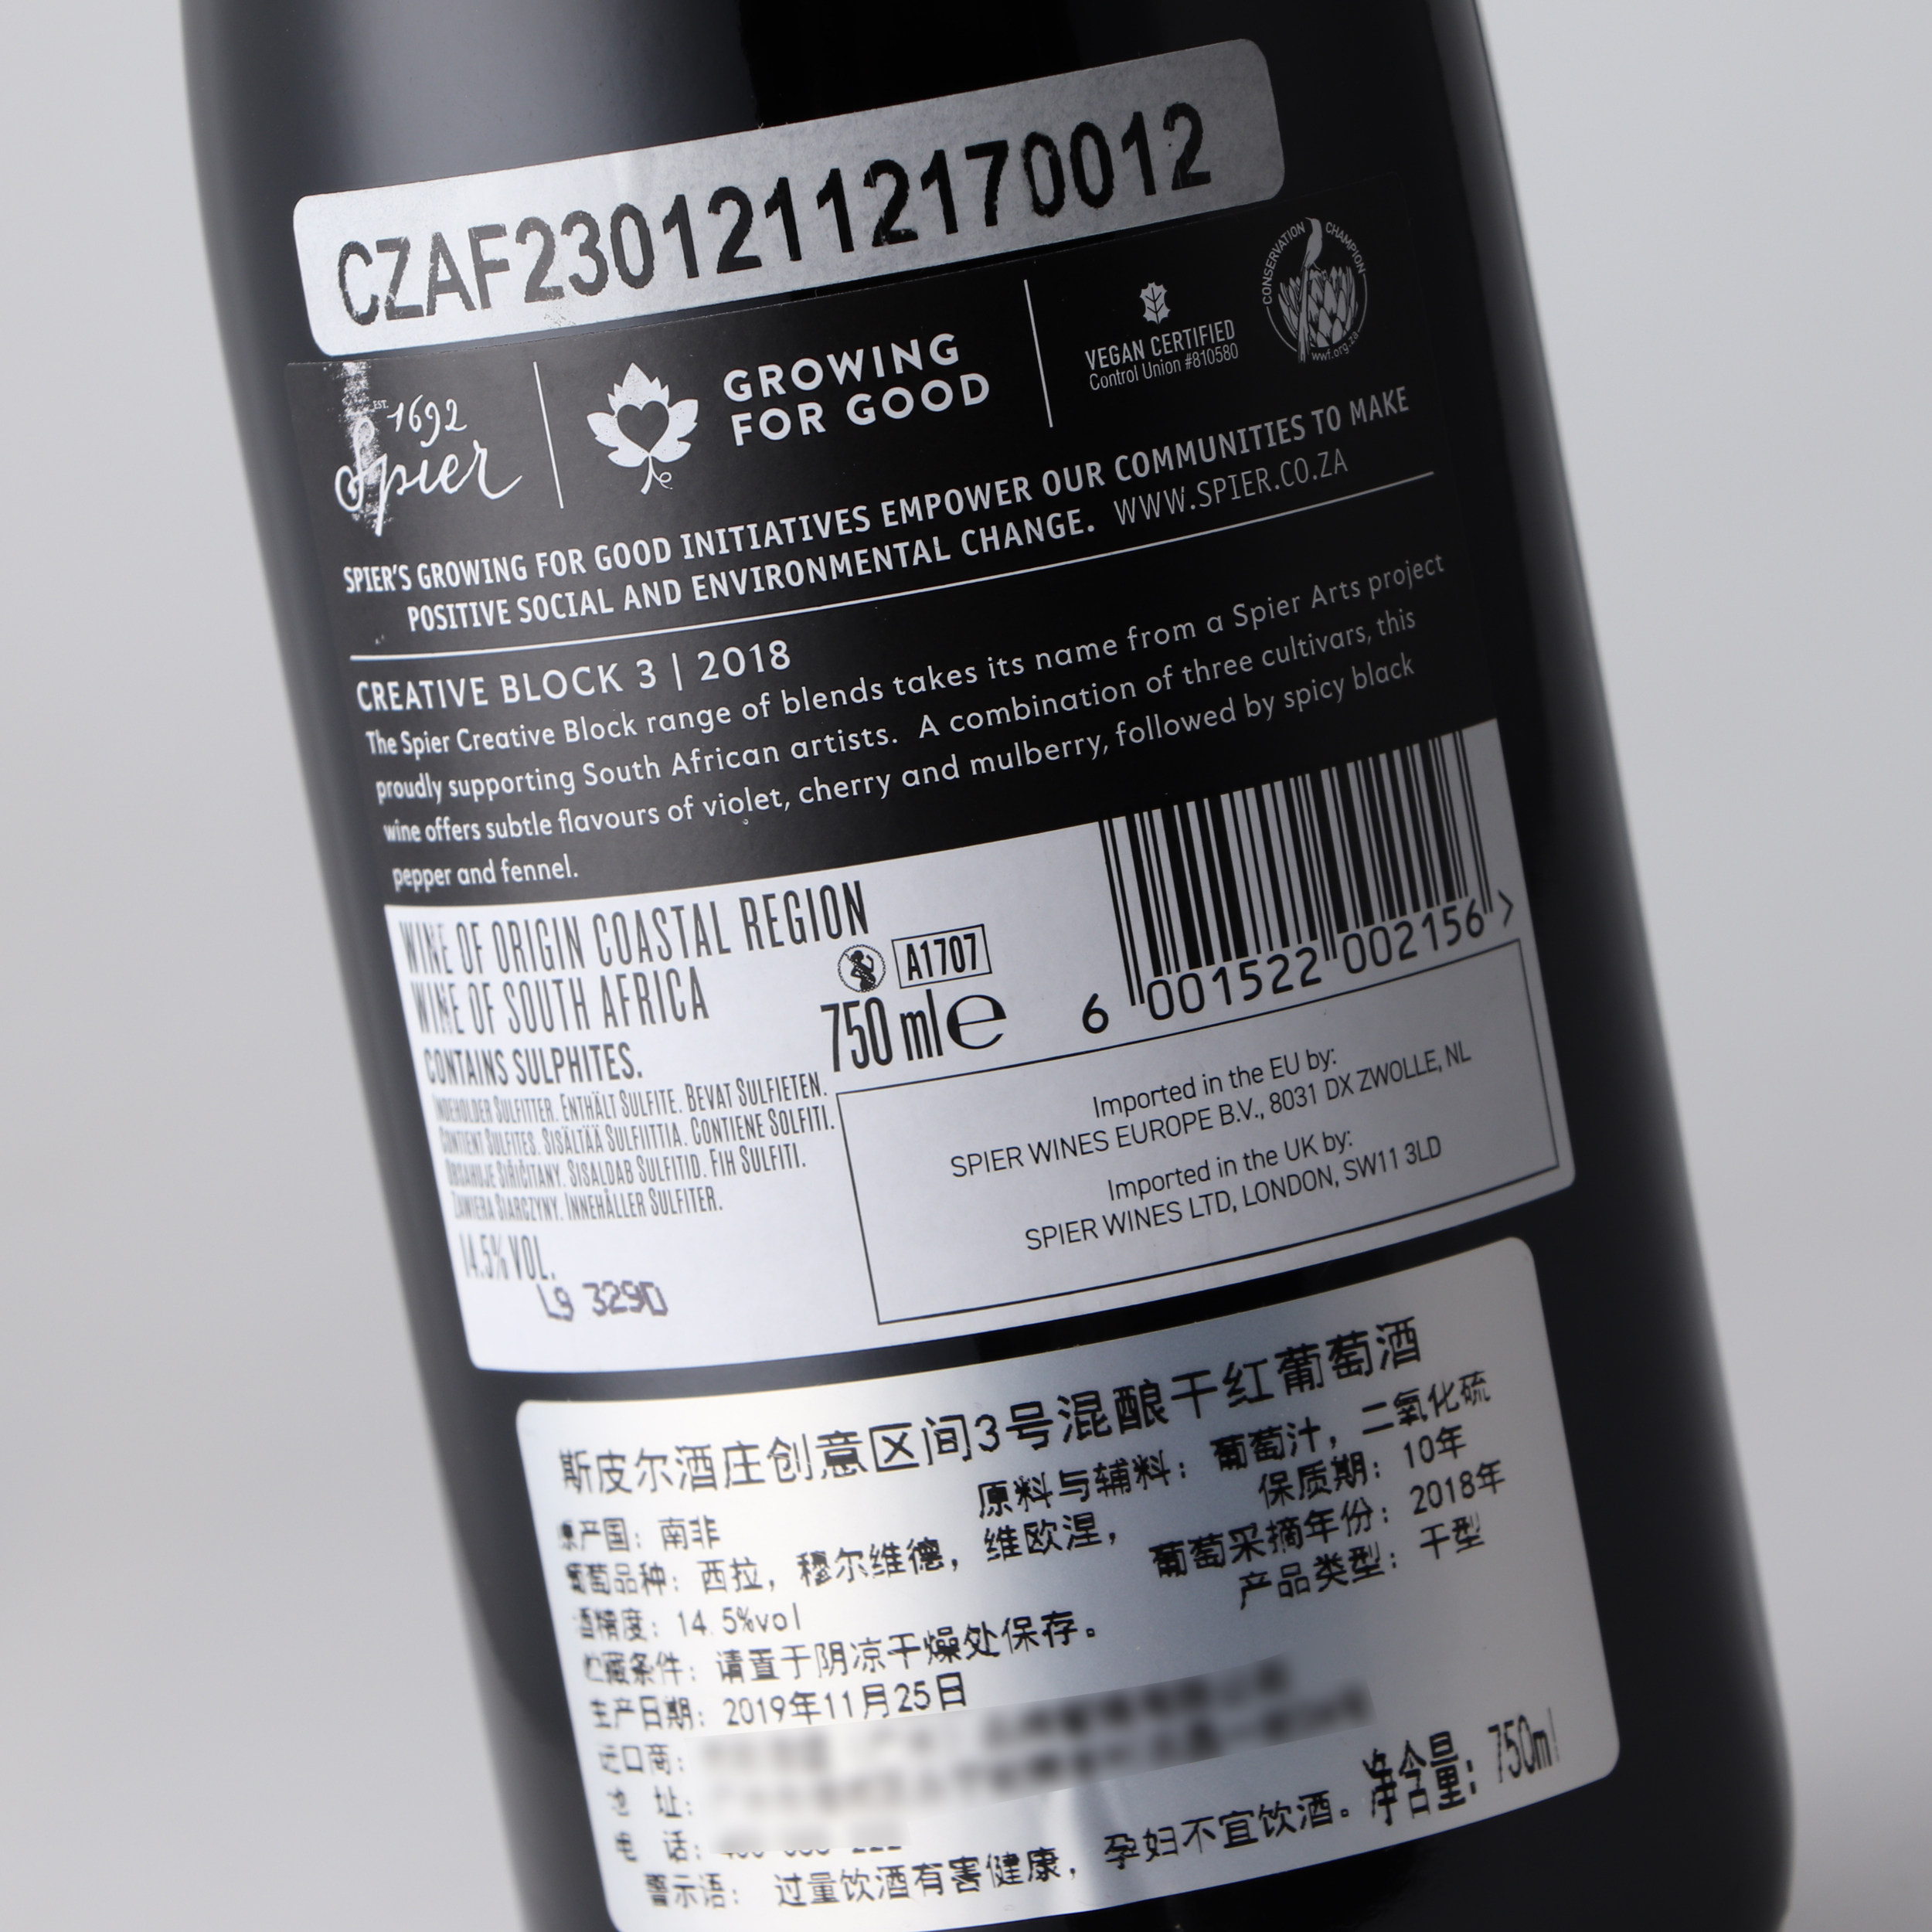 CZAF23012112170012
EST. 1692
Spier
GROWING
FOR GOOD
VEGAN CERTIFIED
Control Union #810580
CONSERVATION CHAMPION
wwf.org.za
SPIER'S GROWING FOR GOOD INITIATIVES EMPOWER OUR COMMUNITIES TO MAKE
POSITIVE SOCIAL AND ENVIRONMENTAL CHANGE. WWW.SPIER.CO.ZA
CREATIVE BLOCK 3 | 2018
The Spier Creative Block range of blends takes its name from a Spier Arts project
proudly supporting South African artists. A combination of three cultivars, this
wine offers subtle flavours of violet, cherry and mulberry, followed by spicy black
pepper and fennel.
WINE OF ORIGIN COASTAL REGION
WINE OF SOUTH AFRICA
A1707
750 ml e
CONTAINS SULPHITES.
INDEHOLDER SULFITTER. ENTHÄLT SULFITE. BEVAT SULFIETEN.
CONTIENT SULFITES. SISÄLTÄÄ SULFIITTIA. CONTIENE SOLFITI.
OBSAHUJE SIŘIČITANY. SISALDAB SULFITID. FIH SULFITI.
ZAWIERA SIARCZYNY. INNEHÅLLER SULFITER.
14.5% VOL.
L9 329D
6 001522 002156 >
Imported in the EU by:
SPIER WINES EUROPE B.V., 8031 DX ZWOLLE, NL
Imported in the UK by:
SPIER WINES LTD, LONDON, SW11 3LD
斯皮尔酒庄创意区间3号混酿干红葡萄酒
原产国：南非 原料与辅料：葡萄汁，二氧化硫
葡萄品种：西拉，穆尔维德，维欧涅， 保质期：10年
酒精度：14.5%vol 葡萄采摘年份：2018年
贮藏条件：请置于阴凉干燥处保存。 产品类型：干型
生产日期：2019年11月25日
进口商：
地 址：
电 话：
净含量：750ml
警示语：过量饮酒有害健康，孕妇不宜饮酒。